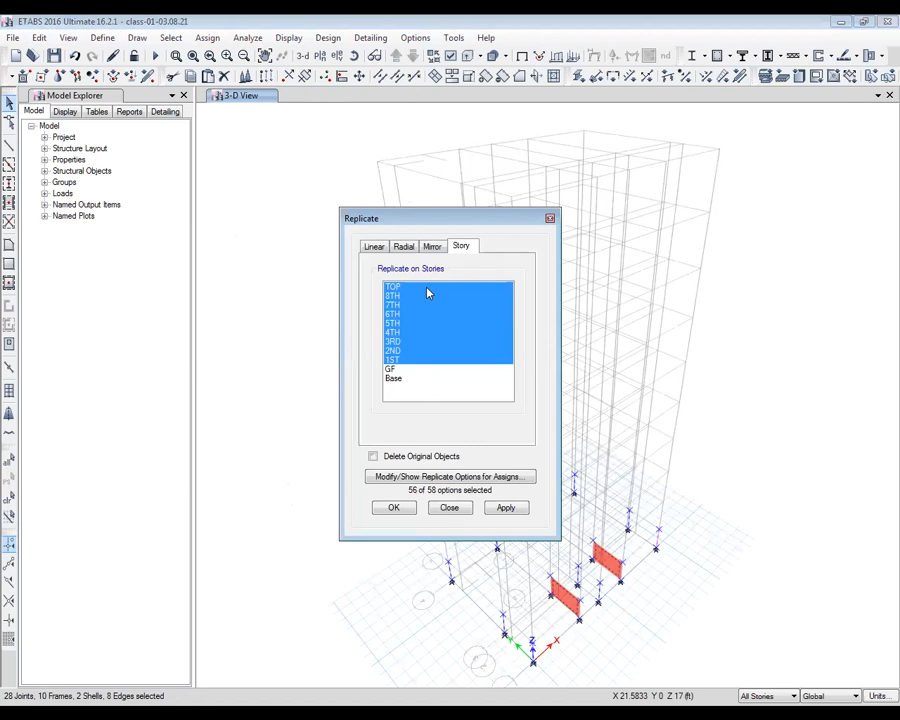 ETABS 2016 Ultimate 16.2.1 - class-01-03.08.21
File Edit View Define Draw Select Assign Analyze Display Design Detailing Options Tools Help
3-d
nd
Model Explorer
3-D View
Model Display Tables Reports Detailing
Model
Project
Structure Layout
Properties
Structural Objects
Groups
Loads
Named Output Items
Named Plots
Replicate
Linear Radial Mirror Story
Replicate on Stories
TOP
8TH
7TH
6TH
5TH
4TH
3RD
2ND
1ST
GF
Base
Delete Original Objects
Modify/Show Replicate Options for Assigns...
56 of 58 options selected
OK Close Apply
Z
Y X
28 Joints, 10 Frames, 2 Shells, 8 Edges selected
X 21.5833 Y 0 Z 17 (ft)
All Stories Global Units...